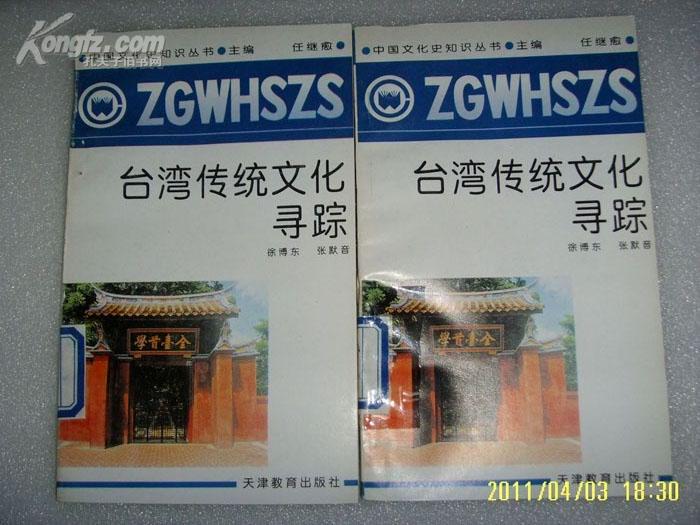 Kongfz.com
孔夫子旧书网
中国文化史知识丛书●主编 任继愈●
ZGWHSZS
台湾传统文化
寻踪
徐博东 张默音
學首臺全
天津教育出版社
●中国文化史知识丛书●主编 任继愈●
ZGWHSZS
台湾传统文化
寻踪
徐博东 张默音
學首臺全
天津教育出版社
2011/04/03 18:30